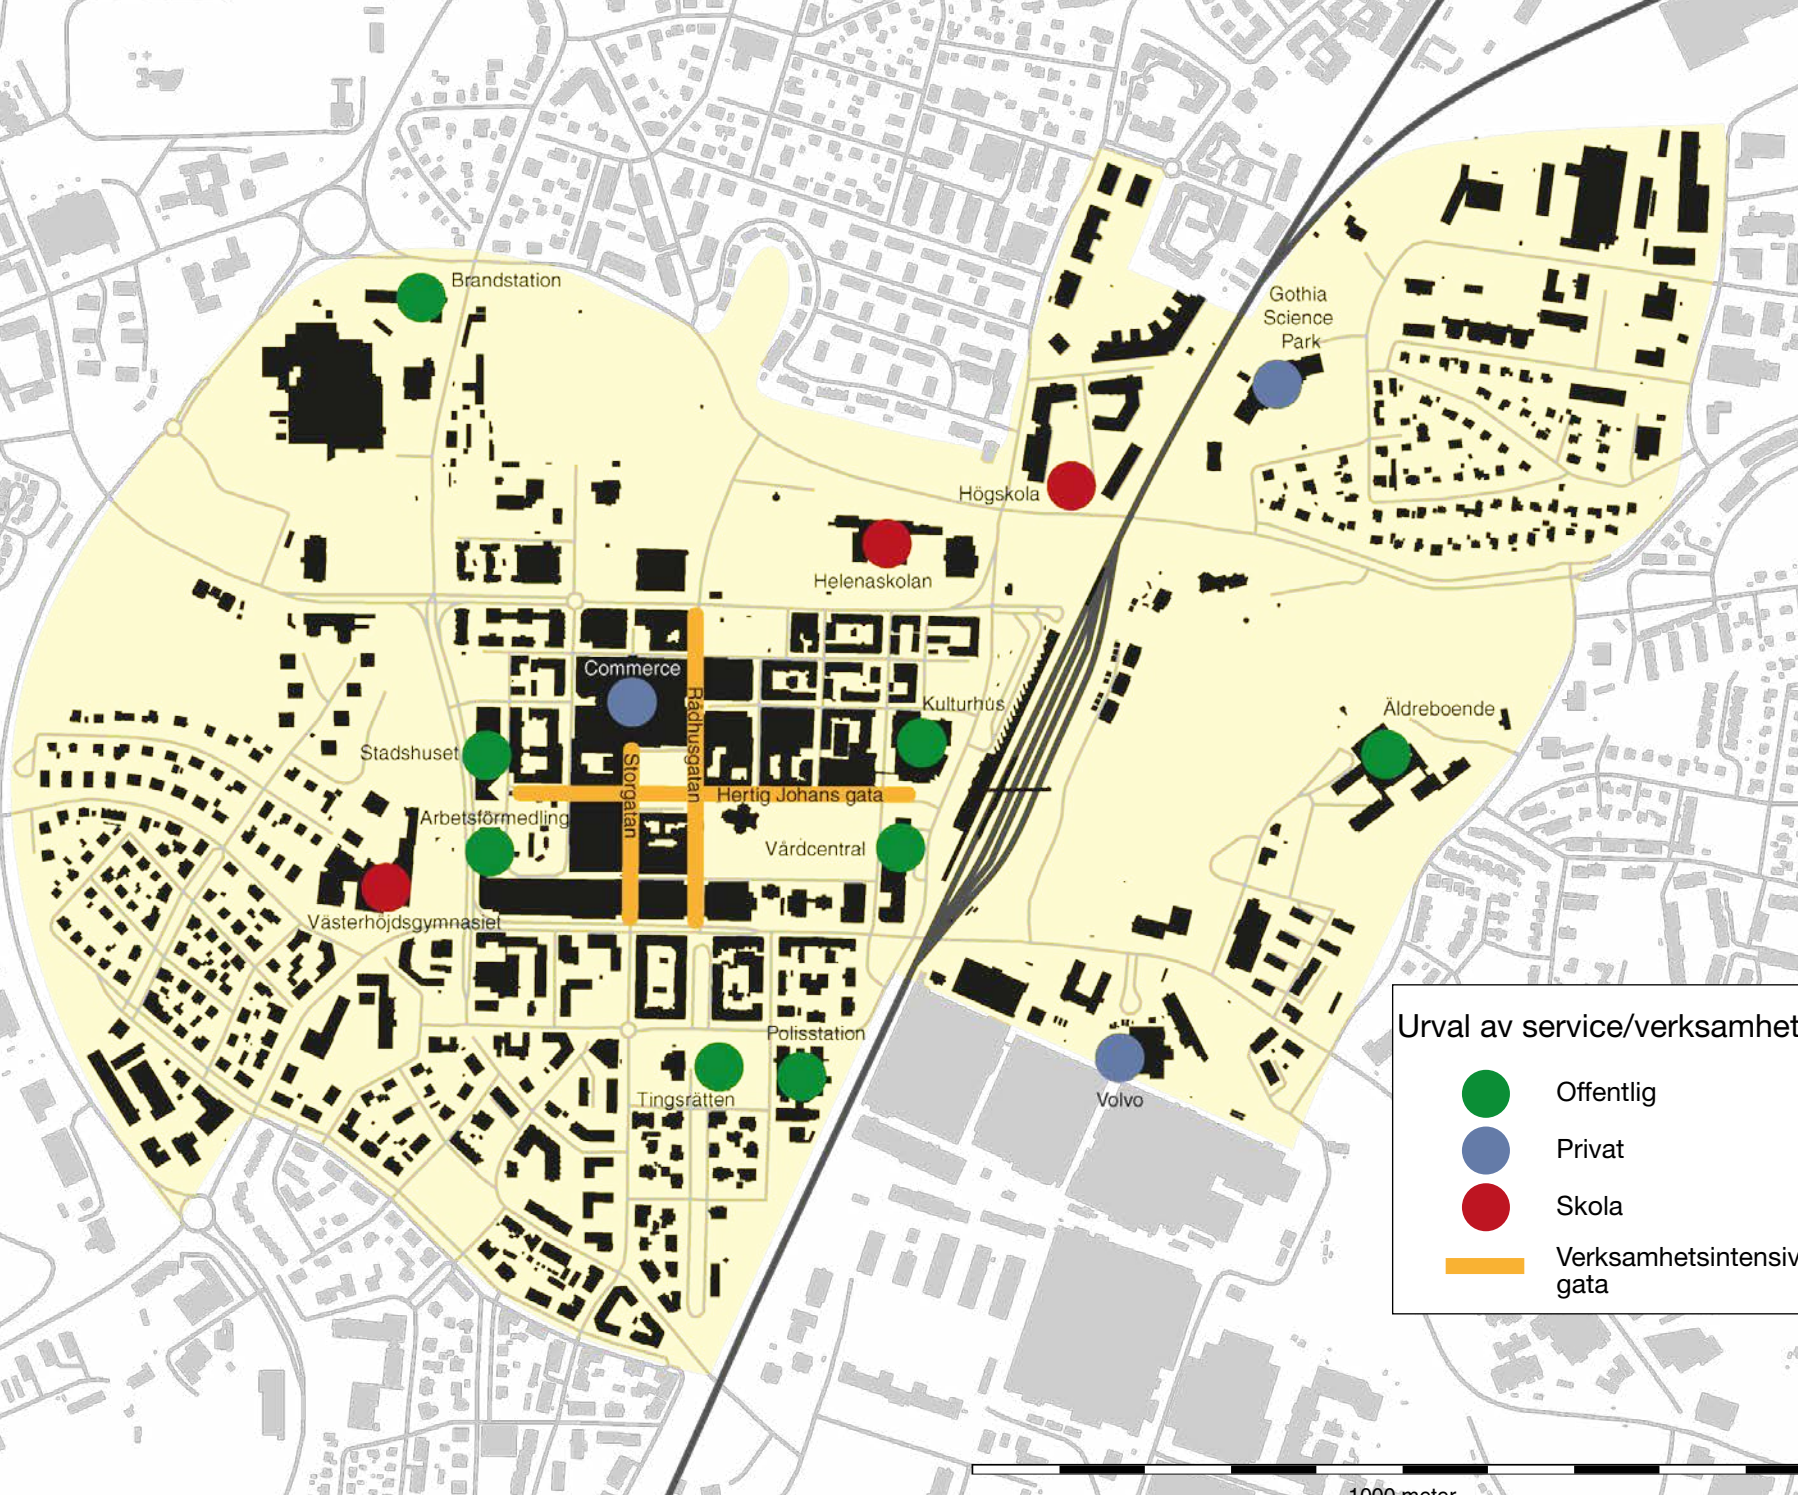 Brandstation
Gothia
Science
Park
Högskola
Helenaskolan
Commerce
Rådhusgatan
Kulturhus
Äldreboende
Stadshuset
Storgatan
Hertig Johans gata
Arbetsförmedling
Vårdcentral
Västerhöjdsgymnasiet
Polisstation
Tingsrätten
Volvo
Urval av service/verksamhet
Offentlig
Privat
Skola
Verksamhetsintensiv
gata
1000 meter